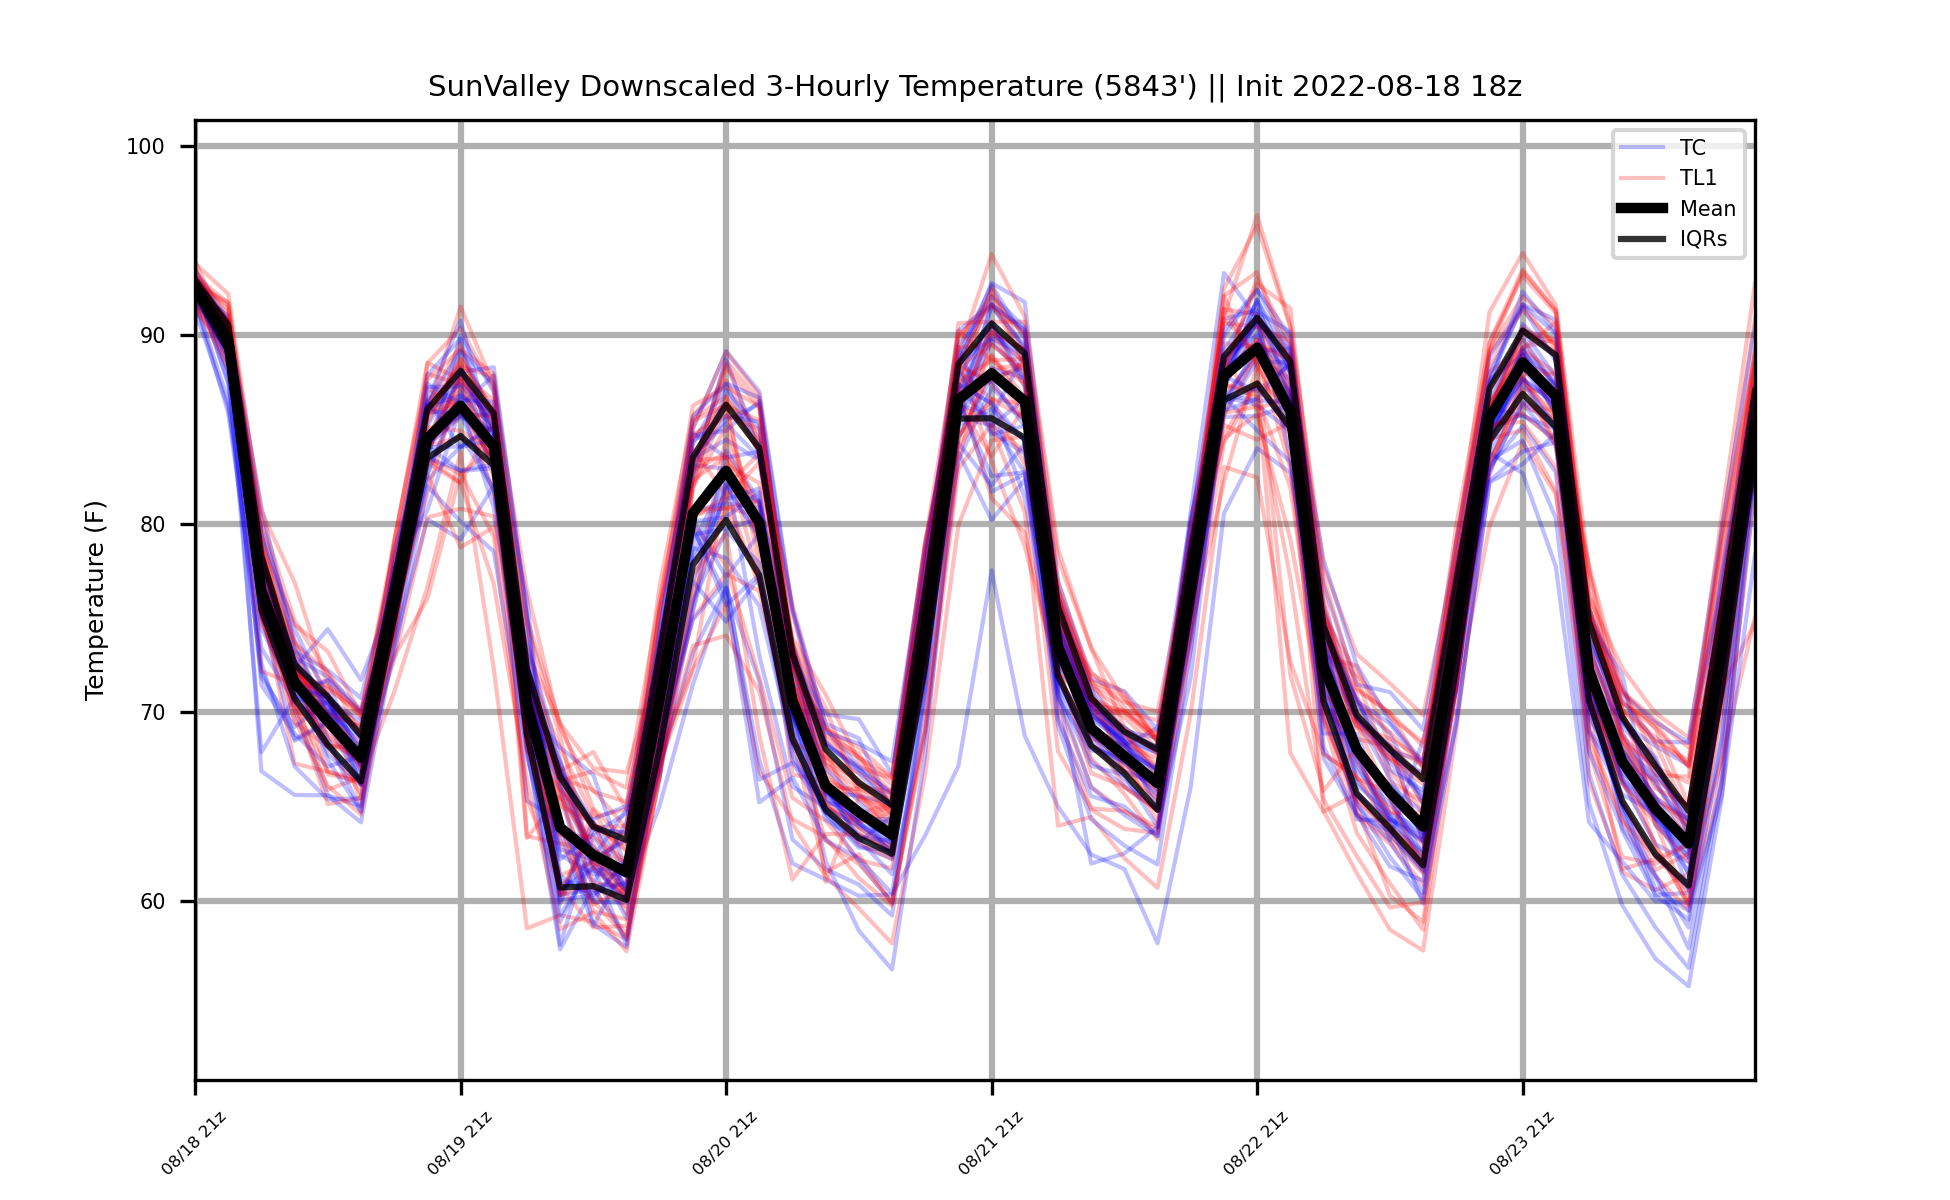 SunValley Downscaled 3-Hourly Temperature (5843') || Init 2022-08-18 18z
100
90
80
70
60
Temperature (F)
TC
TL1
Mean
IQRs
08/18 21z
08/19 21z
08/20 21z
08/21 21z
08/22 21z
08/23 21z